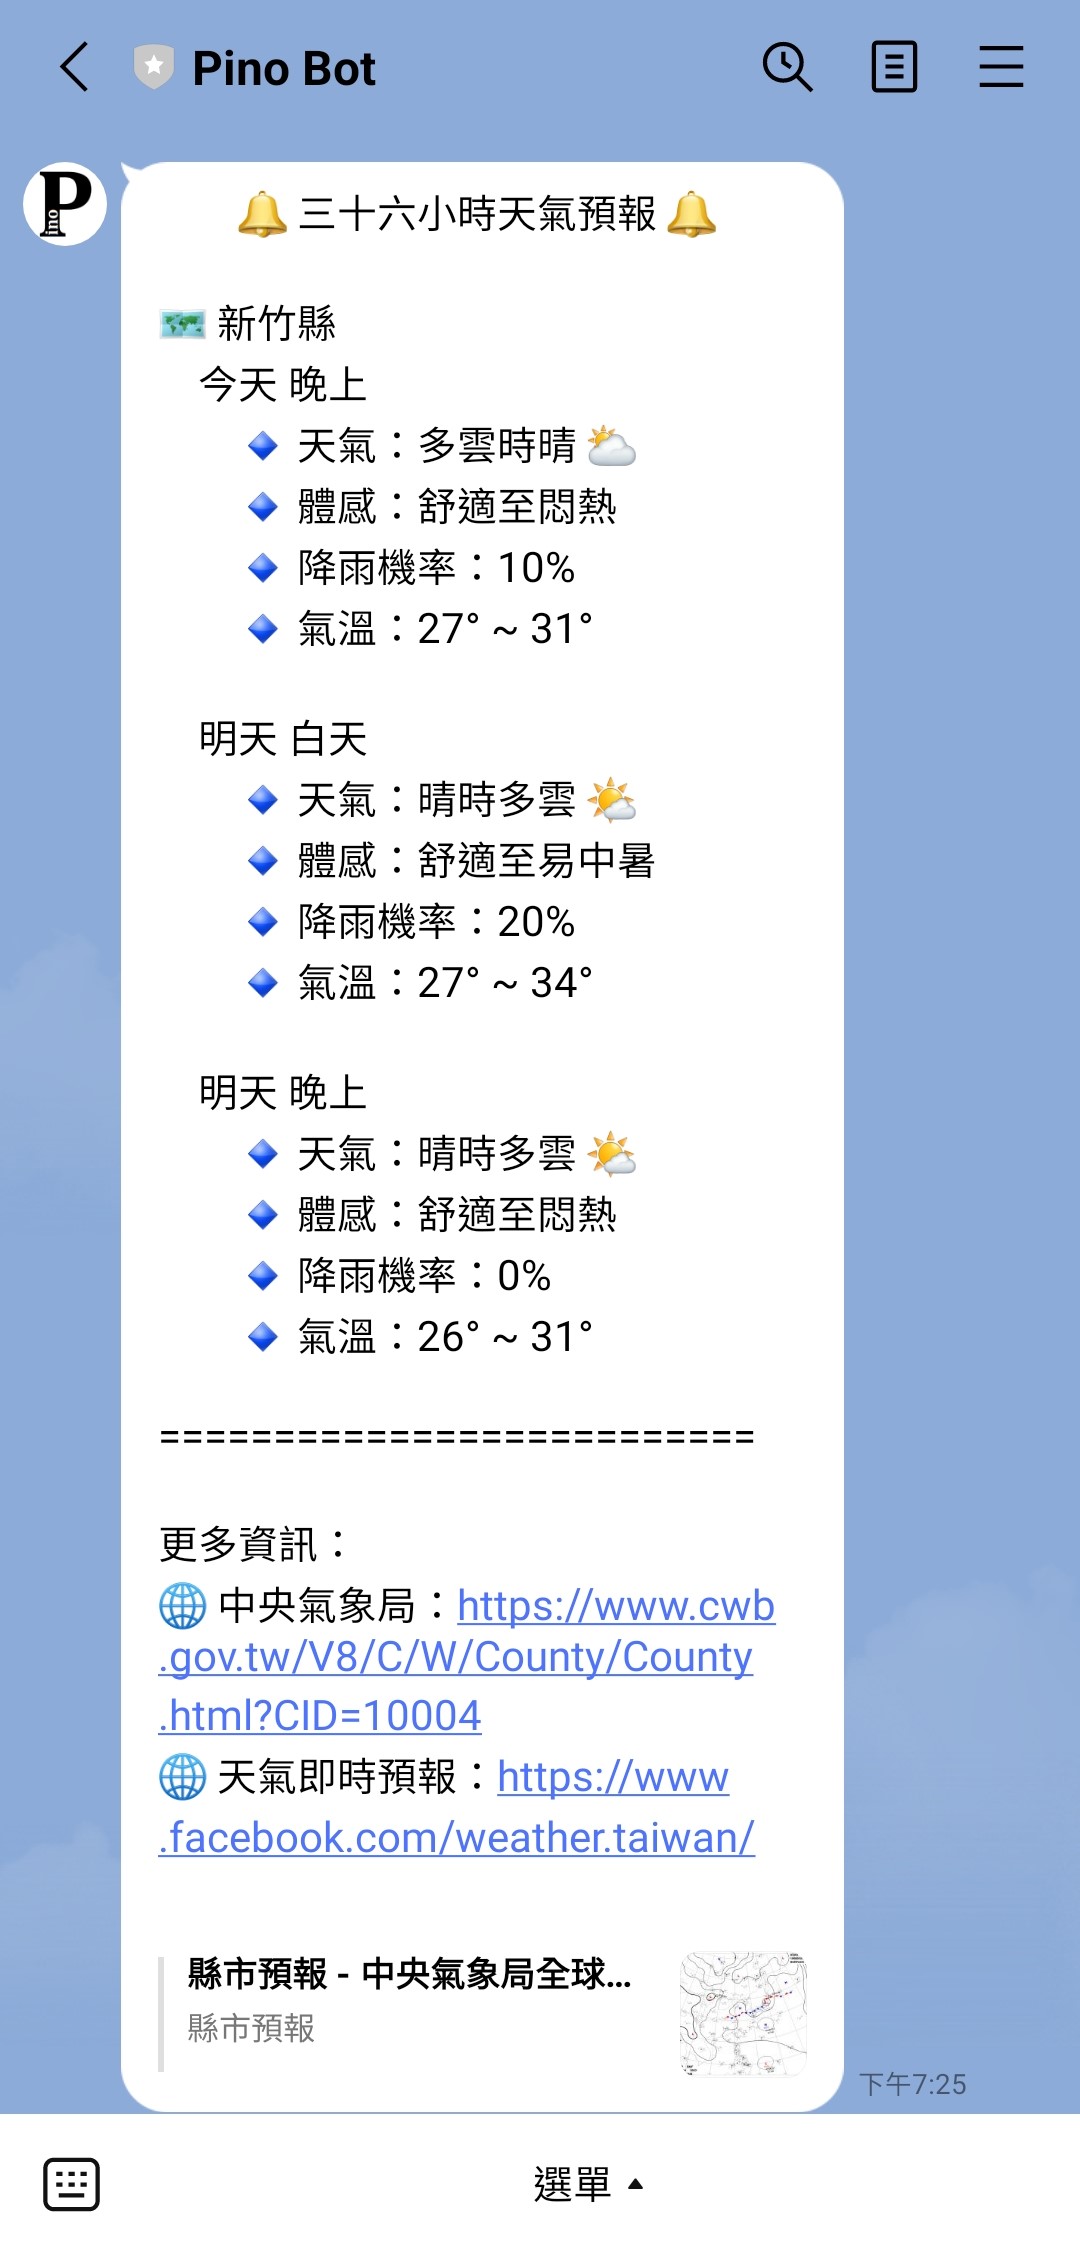 Pino Bot
P
ino
🔔 三十六小時天氣預報 🔔
🗺️ 新竹縣
今天 晚上
🔹 天氣：多雲時晴 🌥️
🔹 體感：舒適至悶熱
🔹 降雨機率：10%
🔹 氣溫：27° ~ 31°
明天 白天
🔹 天氣：晴時多雲 🌤️
🔹 體感：舒適至易中暑
🔹 降雨機率：20%
🔹 氣溫：27° ~ 34°
明天 晚上
🔹 天氣：晴時多雲 🌤️
🔹 體感：舒適至悶熱
🔹 降雨機率：0%
🔹 氣溫：26° ~ 31°
==========================
更多資訊：
🌐 中央氣象局：https://www.cwb
.gov.tw/V8/C/W/County/County
.html?CID=10004
🌐 天氣即時預報：https://www
.facebook.com/weather.taiwan/
縣市預報 - 中央氣象局全球...
縣市預報
下午7:25
選單 ▲